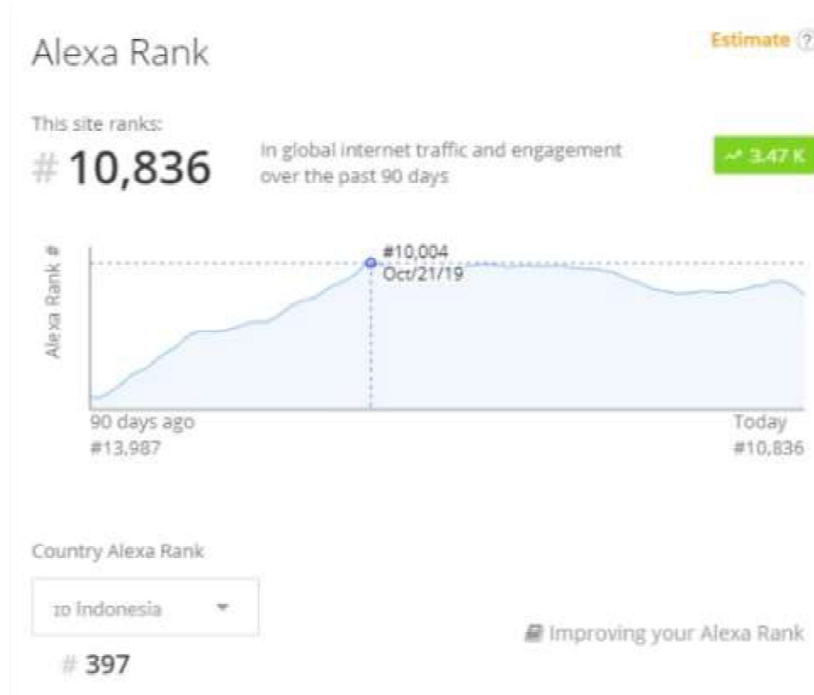 Alexa Rank
Estimate ?
This site ranks:
# 10,836
In global internet traffic and engagement
over the past 90 days
3.47 K
Alexa Rank #
#10,004
Oct/21/19
90 days ago
#13,987
Today
#10,836
Country Alexa Rank
ID Indonesia
Improving your Alexa Rank
# 397